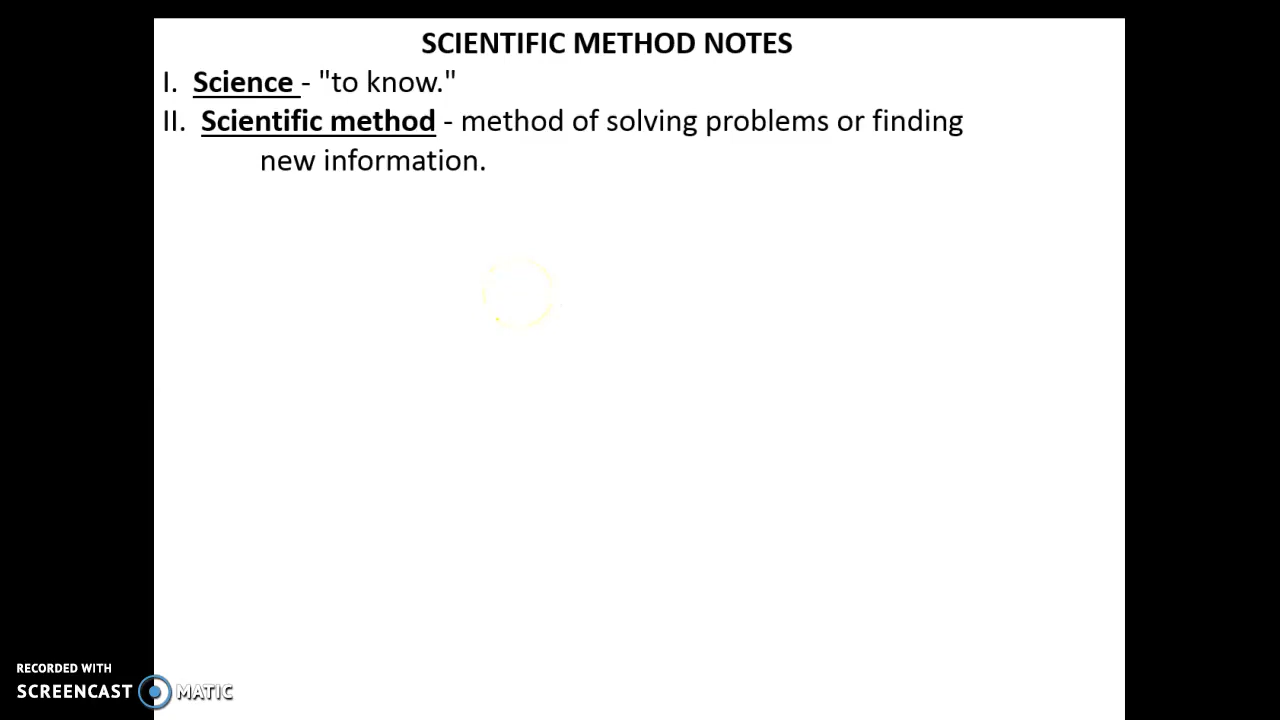 SCIENTIFIC METHOD NOTES
I. Science - "to know."
II. Scientific method - method of solving problems or finding
new information.
RECORDED WITH
SCREENCAST MATIC